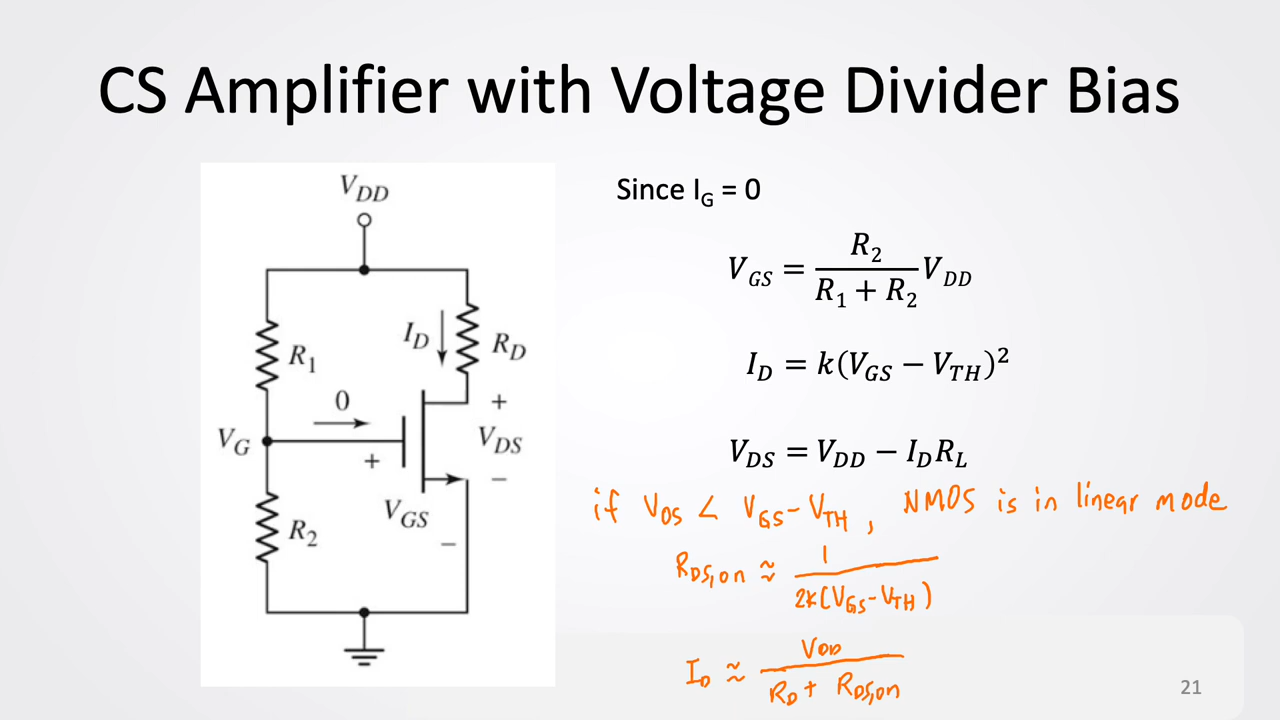 CS Amplifier with Voltage Divider Bias
V_DD
I_D
R_D
R_1
0
+
V_G
V_DS
+
−
V_GS
R_2
−
Since I_G = 0
V_GS = R_2 / (R_1 + R_2) V_DD
I_D = k(V_GS − V_TH)²
V_DS = V_DD − I_D R_L
if V_DS < V_GS - V_TH, NMOS is in linear mode
R_DS,on ≈ 1 / (2k(V_GS - V_TH))
I_D ≈ V_DD / (R_D + R_DS,on)
21